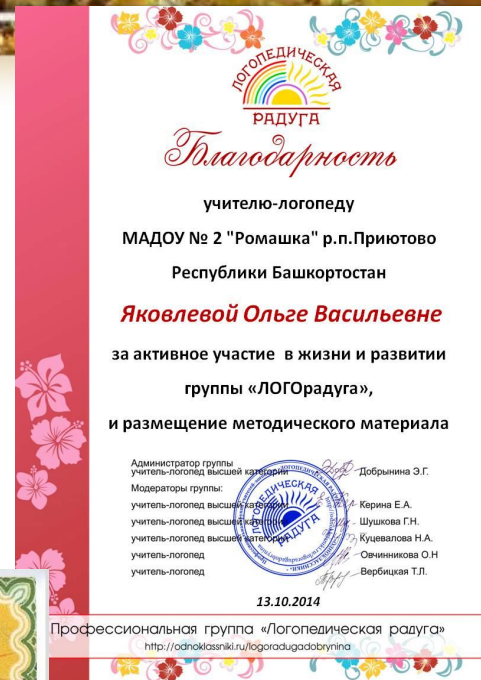 ЛОГОПЕДИЧЕСКАЯ
РАДУГА
Благодарность
учителю-логопеду
МАДОУ № 2 "Ромашка" р.п.Приютово
Республики Башкортостан
Яковлевой Ольге Васильевне
за активное участие в жизни и развитии
группы «ЛОГОрадуга»,
и размещение методического материала
Администратор группы
учитель-логопед высшей категории Добрынина Э.Г.
Модераторы группы:
учитель-логопед высшей категории Керина Е.А.
учитель-логопед высшей категории Шушкова Г.Н.
учитель-логопед высшей категории Куцевалова Н.А.
учитель-логопед Овчинникова О.Н
учитель-логопед Вербицкая Т.Л.
ЛОГОПЕДИЧЕСКАЯ
РАДУГА
13.10.2014
Профессиональная группа «Логопедическая радуга»
http://odnoklassniki.ru/logoradugadobrynina